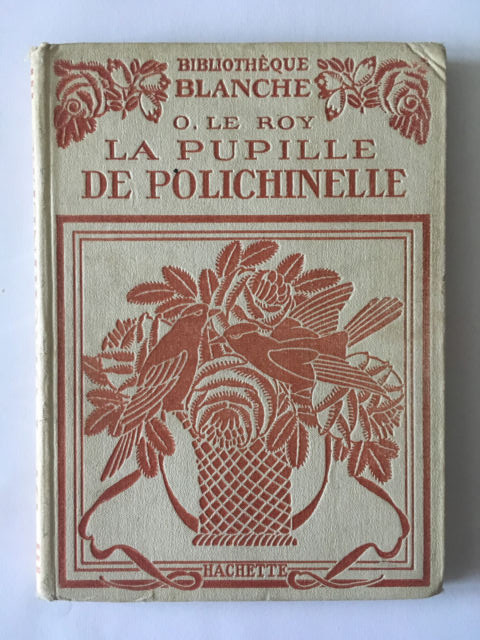 BIBLIOTHÈQUE
BLANCHE
O. LE ROY
LA PUPILLE
DE POLICHINELLE
HACHETTE